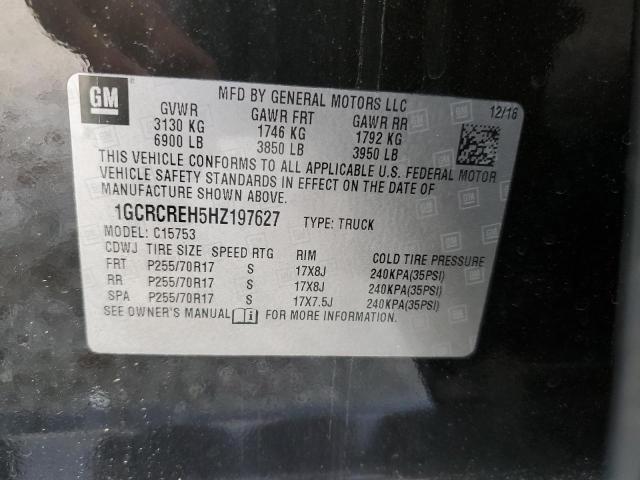 GM
MFD BY GENERAL MOTORS LLC
12/16
GVWR GAWR FRT GAWR RR
3130 KG 1746 KG 1792 KG
6900 LB 3850 LB 3950 LB
THIS VEHICLE CONFORMS TO ALL APPLICABLE U.S. FEDERAL MOTOR
VEHICLE SAFETY STANDARDS IN EFFECT ON THE DATE OF
MANUFACTURE SHOWN ABOVE.
1GCRCREH5HZ197627 TYPE: TRUCK
MODEL: C15753
CDWJ TIRE SIZE SPEED RTG RIM COLD TIRE PRESSURE
FRT P255/70R17 S 17X8J 240KPA(35PSI)
RR P255/70R17 S 17X8J 240KPA(35PSI)
SPA P255/70R17 S 17X7.5J 240KPA(35PSI)
SEE OWNER'S MANUAL FOR MORE INFORMATION.